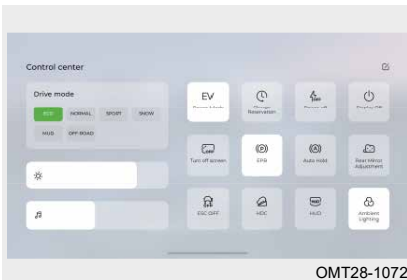 Control center
Drive mode
ECO NORMAL SPORT SNOW
MUD OFF ROAD
EV
Reservation
Turn off screen
EPB
Auto Hold
Rear Mirror
Adjustment
ESC OFF
HDC
HUD
Ambient
Lighting
OMT28-1072